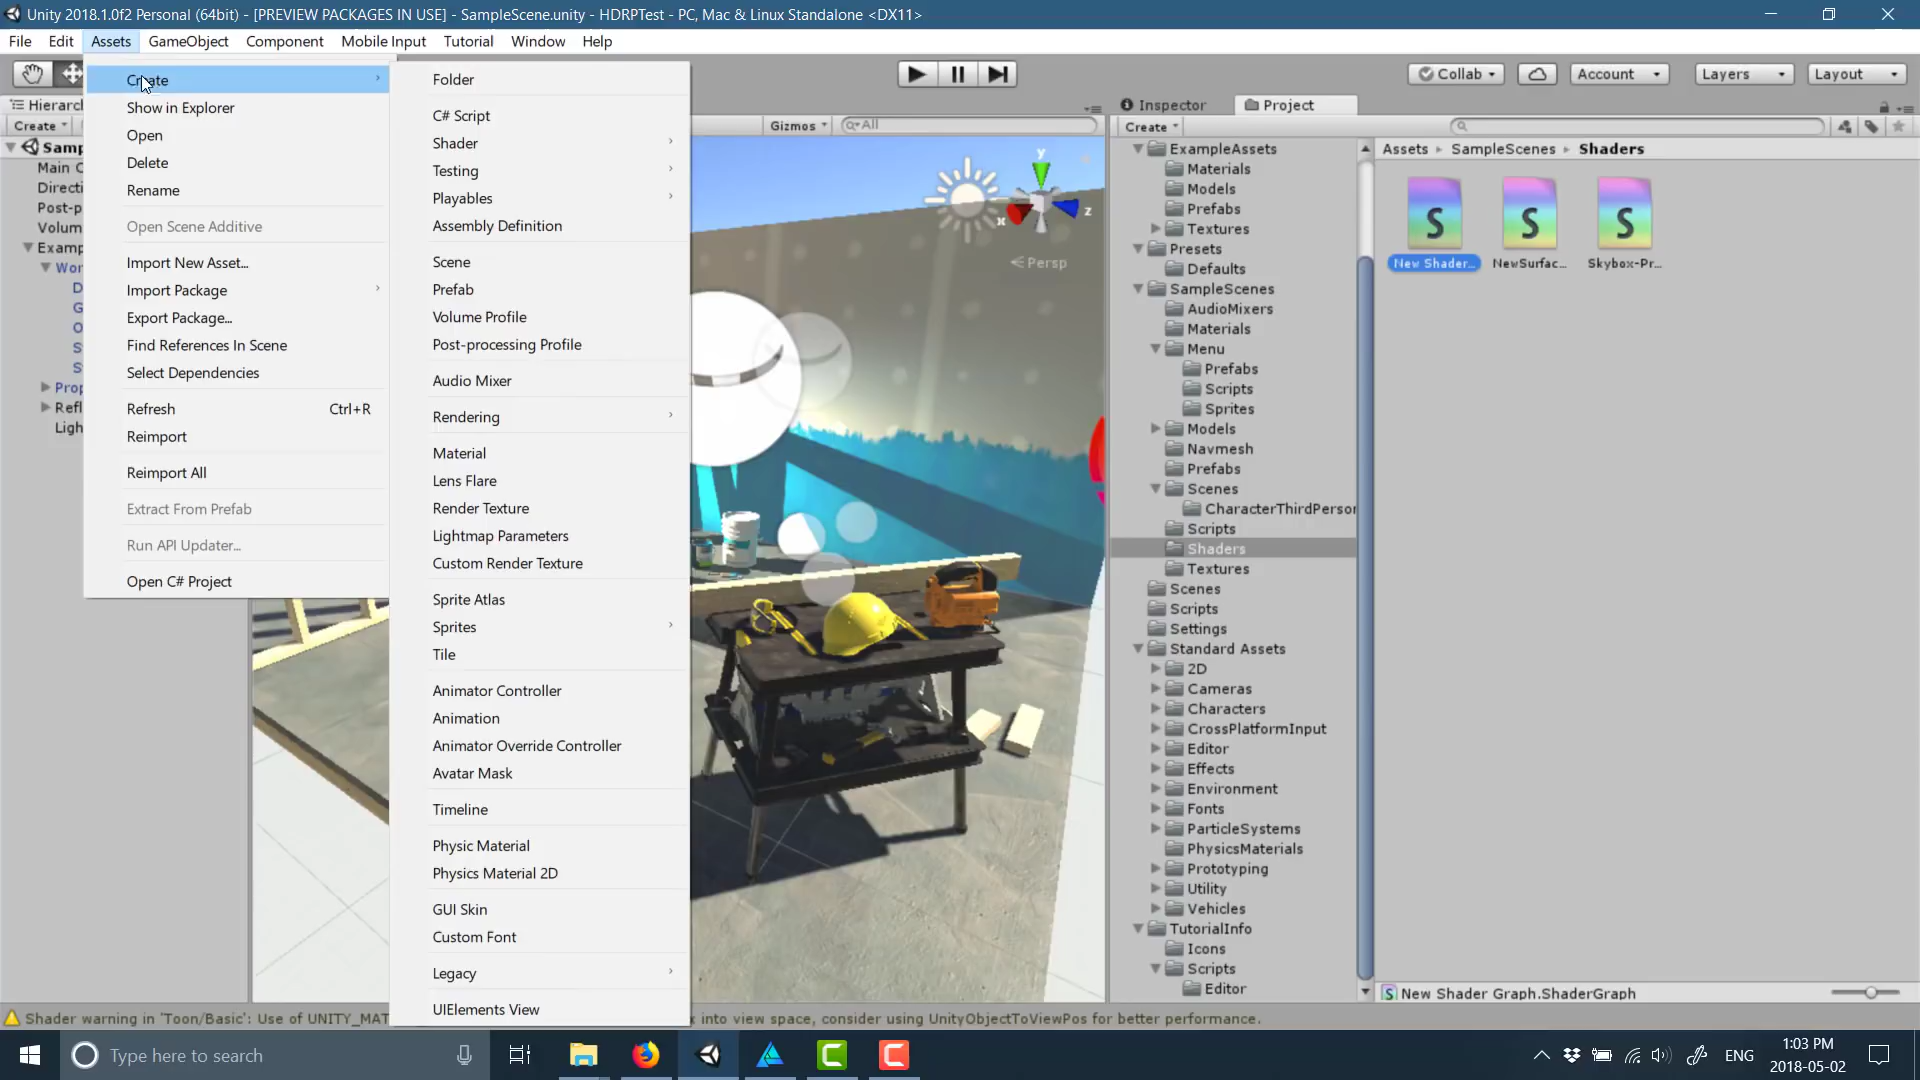 Unity 2018.1.0f2 Personal (64bit) - [PREVIEW PACKAGES IN USE] - SampleScene.unity - HDRPTest - PC, Mac & Linux Standalone <DX11>
File Edit Assets GameObject Component Mobile Input Tutorial Window Help
Collab Account Layers Layout
Create
Show in Explorer
Open
Delete
Rename
Open Scene Additive
Import New Asset...
Import Package
Export Package...
Find References In Scene
Select Dependencies
Refresh Ctrl+R
Reimport
Reimport All
Extract From Prefab
Run API Updater...
Open C# Project
Folder
C# Script
Shader
Testing
Playables
Assembly Definition
Scene
Prefab
Volume Profile
Post-processing Profile
Audio Mixer
Rendering
Material
Lens Flare
Render Texture
Lightmap Parameters
Custom Render Texture
Sprite Atlas
Sprites
Tile
Animator Controller
Animation
Animator Override Controller
Avatar Mask
Timeline
Physic Material
Physics Material 2D
GUI Skin
Custom Font
Legacy
UIElements View
Hierarch
Create
Samp
Main C
Directi
Post-p
Volum
Examp
Wor
D
G
O
S
S
Prop
Refl
Ligh
Gizmos All
y
x z
Persp
Inspector Project
Create
ExampleAssets
Materials
Models
Prefabs
Textures
Presets
Defaults
SampleScenes
AudioMixers
Materials
Menu
Prefabs
Scripts
Sprites
Models
Navmesh
Prefabs
Scenes
CharacterThirdPerson
Scripts
Shaders
Textures
Scenes
Scripts
Settings
Standard Assets
2D
Cameras
Characters
CrossPlatformInput
Editor
Effects
Environment
Fonts
ParticleSystems
PhysicsMaterials
Prototyping
Utility
Vehicles
TutorialInfo
Icons
Scripts
Editor
Assets SampleScenes Shaders
S S S
New Shader... NewSurfac... Skybox-Pr...
New Shader Graph.ShaderGraph
Shader warning in 'Toon/Basic': Use of UNITY_MAT x into view space, consider using UnityObjectToViewPos for better performance.
Type here to search
ENG
1:03 PM
2018-05-02